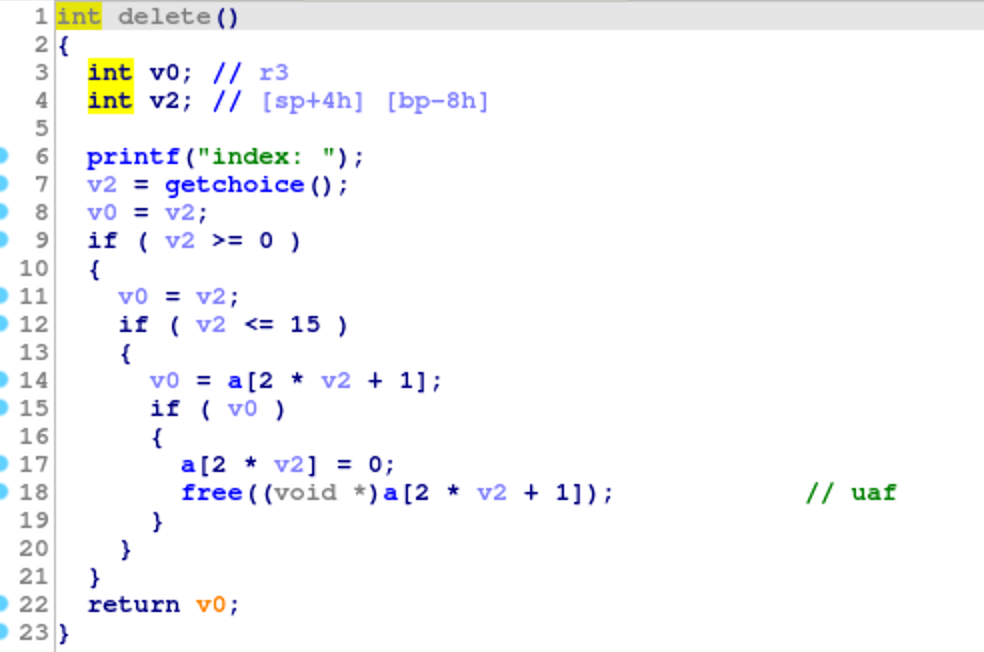 1 int delete()
2 {
3 int v0; // r3
4 int v2; // [sp+4h] [bp-8h]
5
6 printf("index: ");
7 v2 = getchoice();
8 v0 = v2;
9 if ( v2 >= 0 )
10 {
11 v0 = v2;
12 if ( v2 <= 15 )
13 {
14 v0 = a[2 * v2 + 1];
15 if ( v0 )
16 {
17 a[2 * v2] = 0;
18 free((void *)a[2 * v2 + 1]); // uaf
19 }
20 }
21 }
22 return v0;
23 }